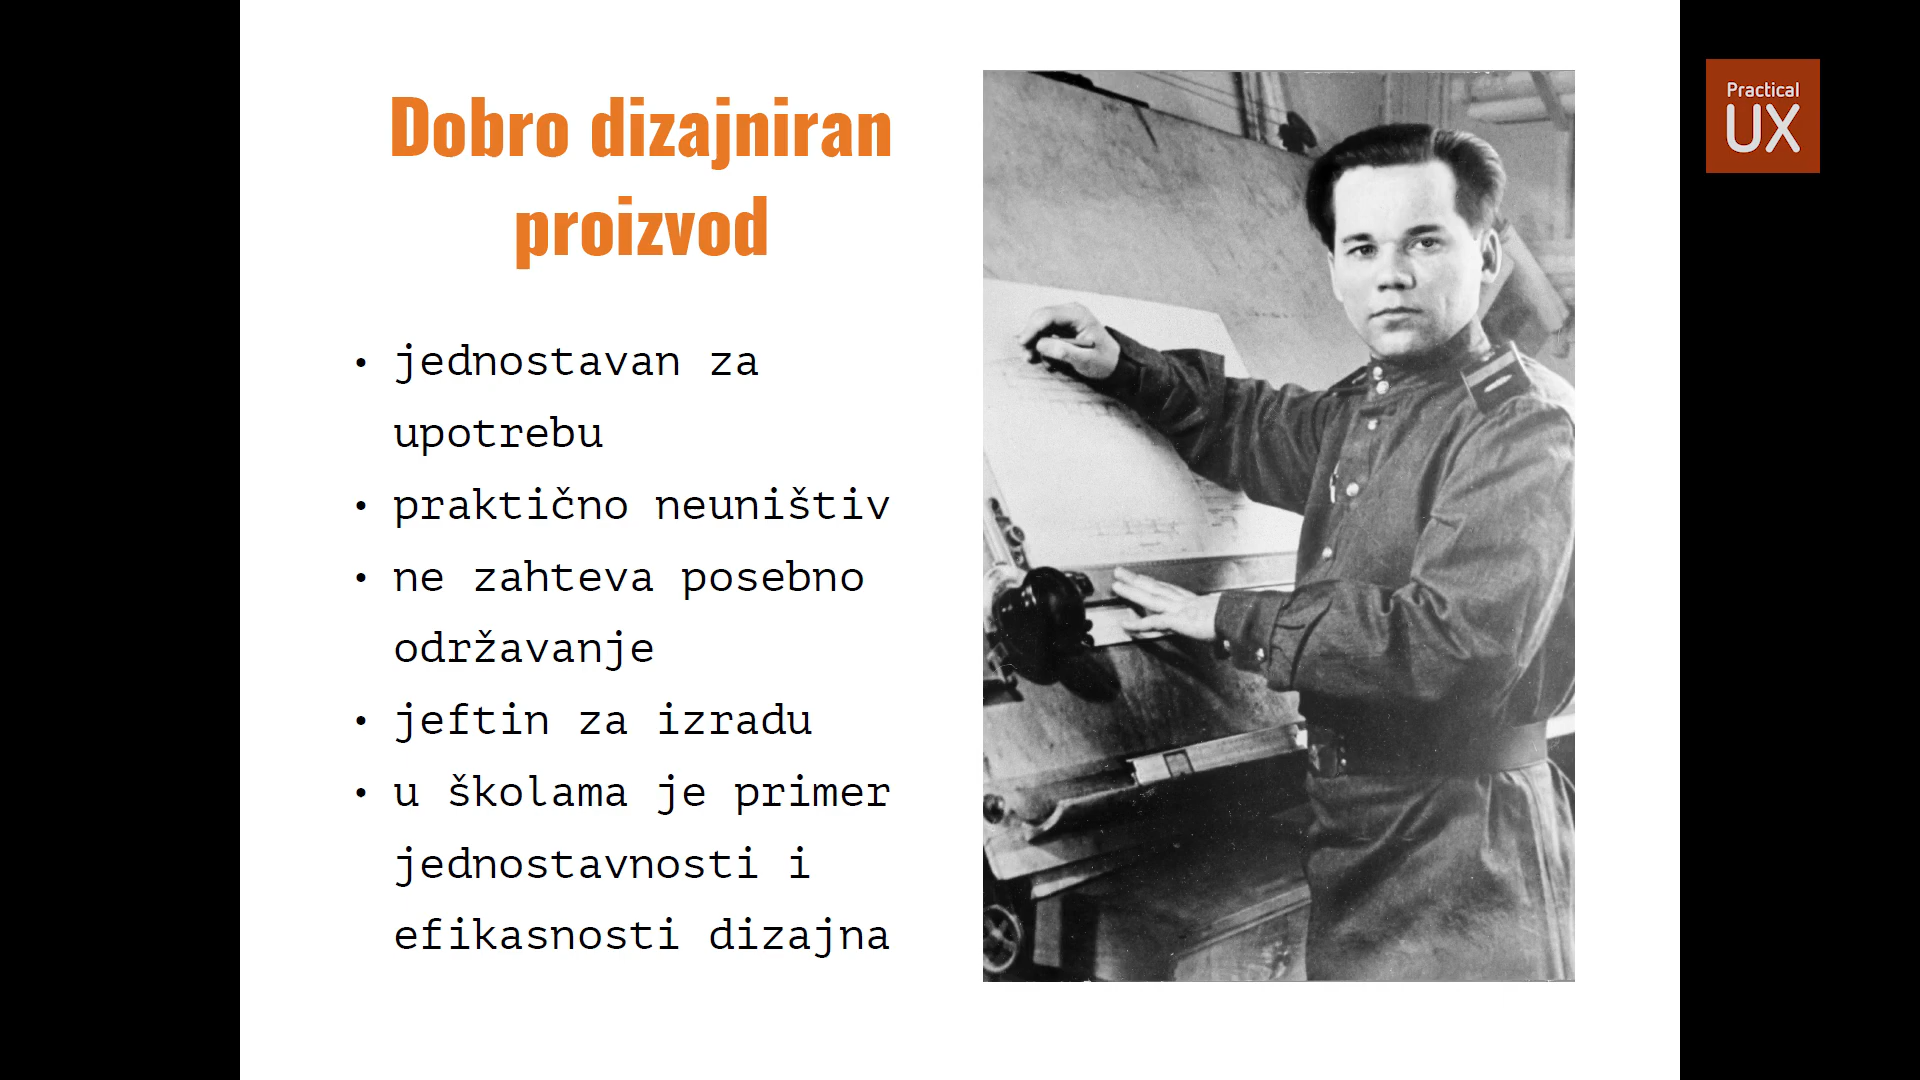 Dobro dizajniran
proizvod
• jednostavan za
upotrebu
• praktično neuništiv
• ne zahteva posebno
održavanje
• jeftin za izradu
• u školama je primer
jednostavnosti i
efikasnosti dizajna
Practical
UX